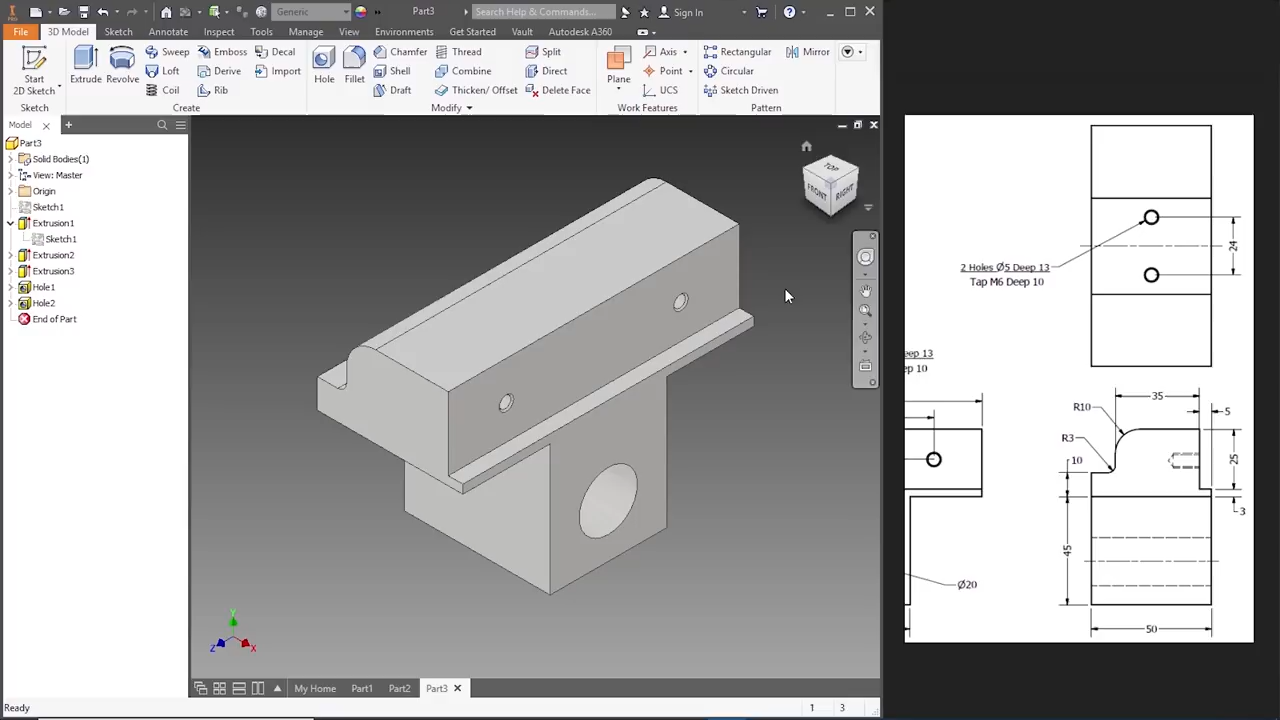 PRO
Generic
Part3
Search Help & Commands...
Sign In
File
3D Model
Sketch
Annotate
Inspect
Tools
Manage
View
Environments
Get Started
Vault
Autodesk A360
Start
2D Sketch
Extrude
Revolve
Sweep
Loft
Coil
Emboss
Derive
Rib
Decal
Import
Hole
Fillet
Chamfer
Shell
Draft
Thread
Combine
Thicken/ Offset
Split
Direct
Delete Face
Plane
Axis
Point
UCS
Rectangular
Circular
Sketch Driven
Mirror
Sketch
Create
Modify
Work Features
Pattern
Model
Part3
Solid Bodies(1)
View: Master
Origin
Sketch1
Extrusion1
Sketch1
Extrusion2
Extrusion3
Hole1
Hole2
End of Part
TOP
FRONT
RIGHT
Y
Z
X
My Home
Part1
Part2
Part3
Ready
1
3
2 Holes Ø5 Deep 13
Tap M6 Deep 10
24
eep 13
ep 10
35
5
R10
R3
10
25
3
45
Ø20
50